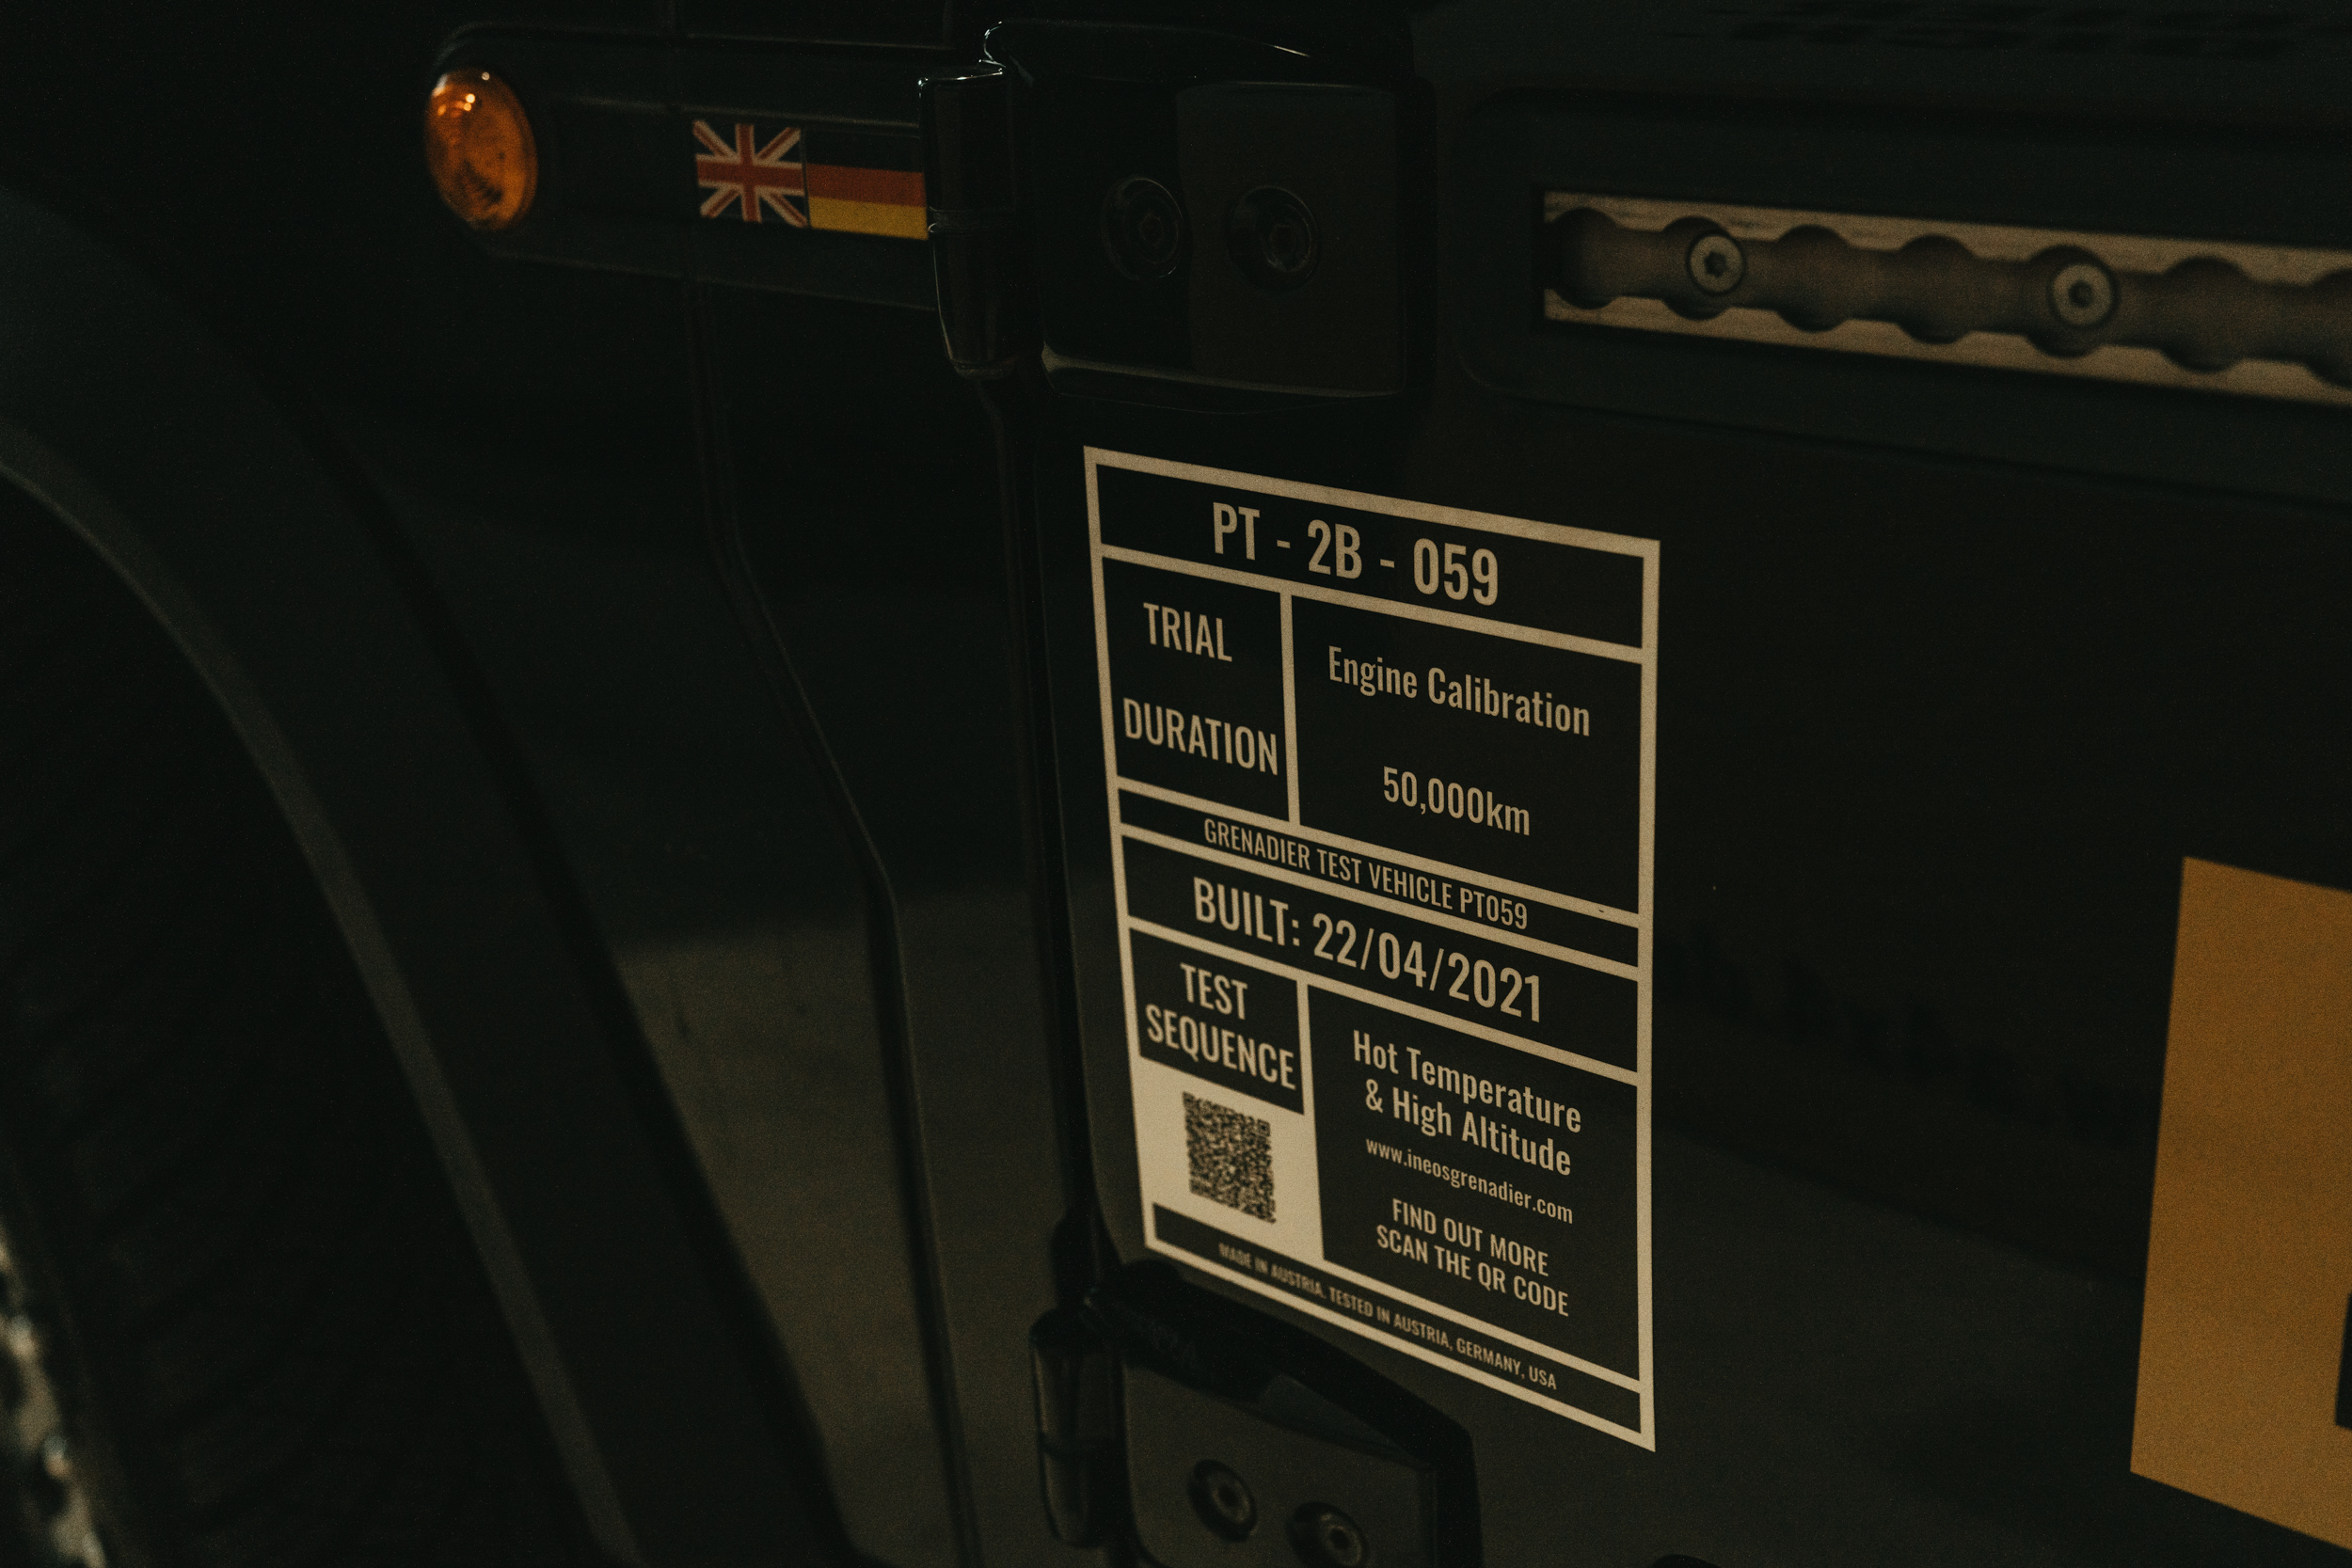 PT - 2B - 059
TRIAL
Engine Calibration
DURATION
50,000km
GRENADIER TEST VEHICLE PT059
BUILT: 22/04/2021
TEST
SEQUENCE
Hot Temperature
& High Altitude
www.ineosgrenadier.com
FIND OUT MORE
SCAN THE QR CODE
MADE IN AUSTRIA. TESTED IN AUSTRIA, GERMANY, USA